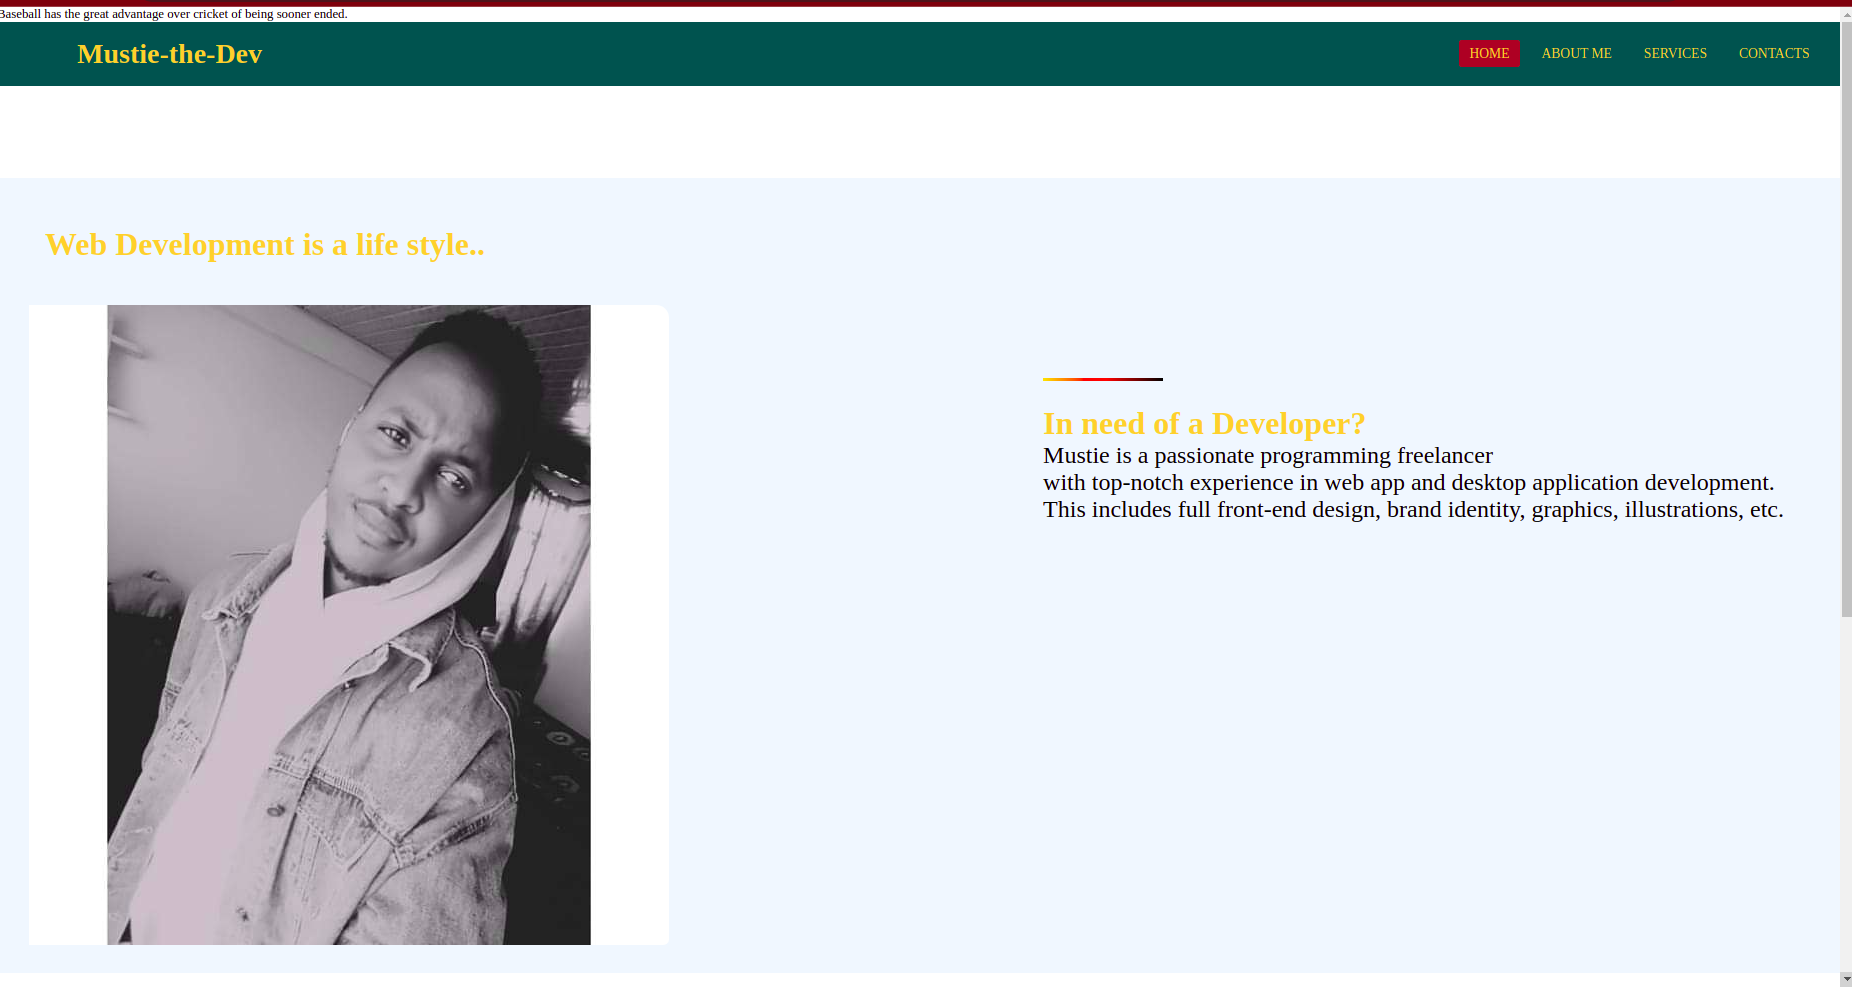 Baseball has the great advantage over cricket of being sooner ended.
Mustie-the-Dev
HOME ABOUT ME SERVICES CONTACTS
Web Development is a life style..
In need of a Developer?
Mustie is a passionate programming freelancer
with top-notch experience in web app and desktop application development.
This includes full front-end design, brand identity, graphics, illustrations, etc.